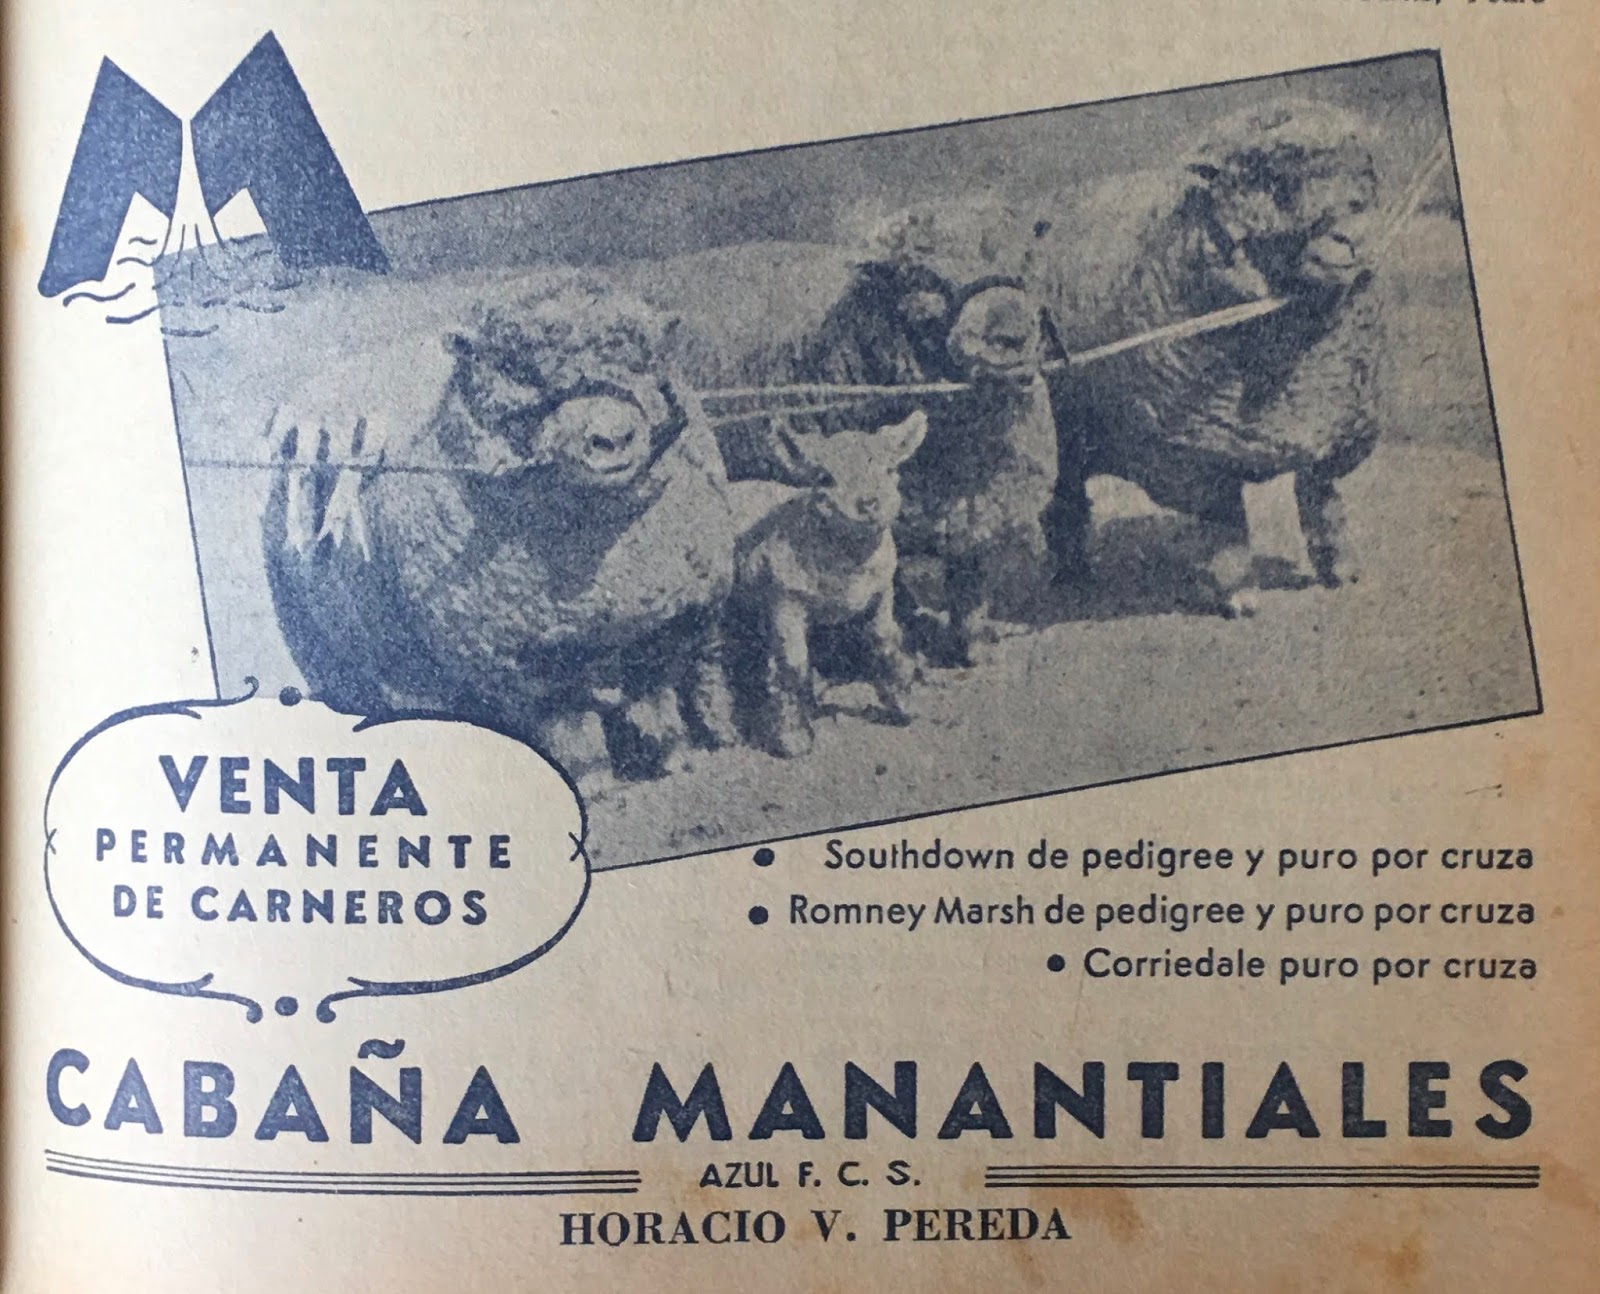 VENTA
PERMANENTE
DE CARNEROS
• Southdown de pedigree y puro por cruza
• Romney Marsh de pedigree y puro por cruza
• Corriedale puro por cruza
CABAÑA MANANTIALES
AZUL F. C. S.
HORACIO V. PEREDA